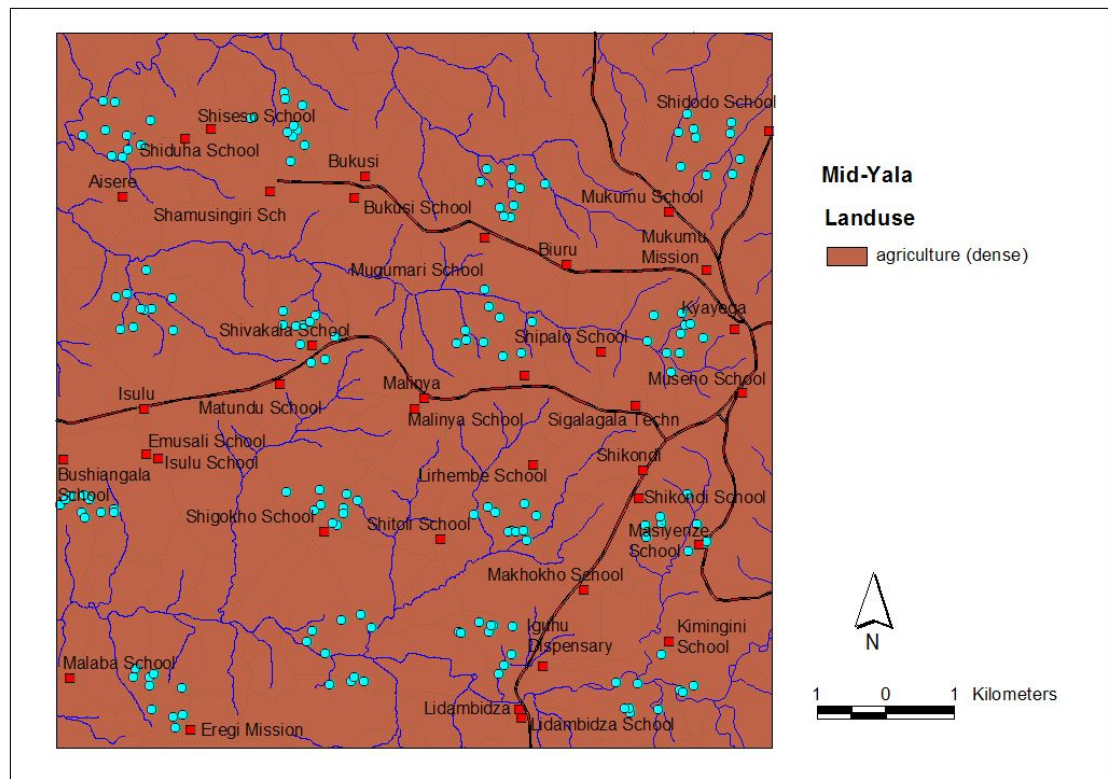 Shidodo School
Shiseso School
Shiduha School
Bukusi
Aisere
Shamusingiri Sch
Bukusi School
Mukumu School
Biuru
Mukumu
Mission
Mugumari School
Kyayega
Shivakala School
Shipalo School
Museno School
Isulu
Matundu School
Malinya
Malinya School
Sigalagala Techn
Emusali School
Isulu School
Bushiangala
School
Lirhembe School
Shikondi
Shikondi School
Shigokho School
Shitoli School
Masiyenze
School
Makhokho School
Iguhu
Dispensary
Kimingini
School
Malaba School
Lidambidza
Lidambidza School
Eregi Mission
Mid-Yala
Landuse
agriculture (dense)
N
1 0 1 Kilometers